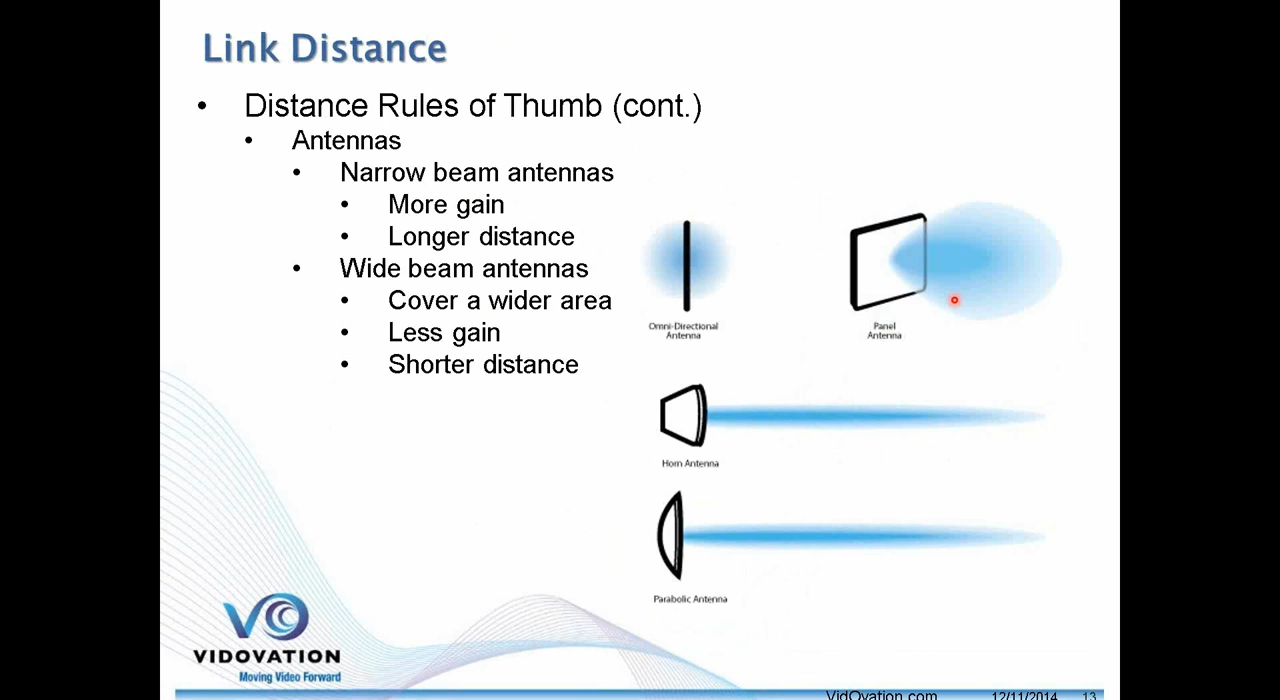 Link Distance
• Distance Rules of Thumb (cont.)
• Antennas
• Narrow beam antennas
• More gain
• Longer distance
• Wide beam antennas
• Cover a wider area
• Less gain
• Shorter distance
Omni-Directional
Antenna
Panel
Antenna
Horn Antenna
Parabolic Antenna
VO
VIDOVATION
Moving Video Forward
VidOvation.com 12/11/2014 13